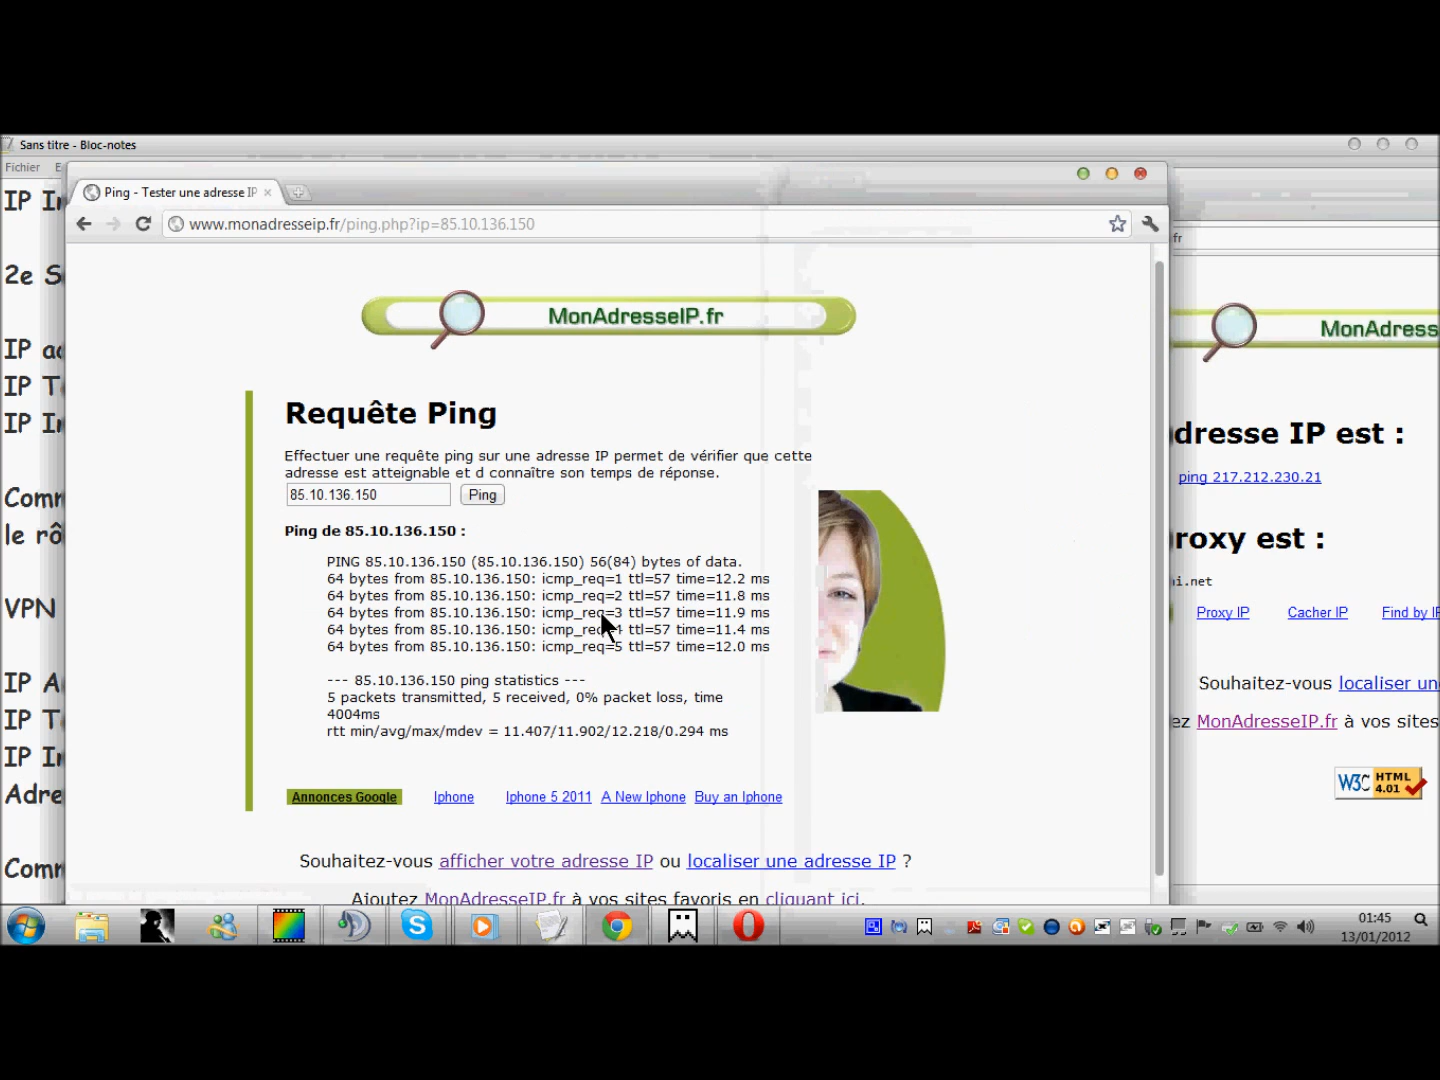 Sans titre - Bloc-notes
Fichier
Ping - Tester une adresse IP
www.monadresseip.fr/ping.php?ip=85.10.136.150
fr
MonAdresseIP.fr
MonAdress
Requête Ping
Effectuer une requête ping sur une adresse IP permet de vérifier que cette
adresse est atteignable et d connaître son temps de réponse.
85.10.136.150 Ping
Ping de 85.10.136.150 :
PING 85.10.136.150 (85.10.136.150) 56(84) bytes of data.
64 bytes from 85.10.136.150: icmp_req=1 ttl=57 time=12.2 ms
64 bytes from 85.10.136.150: icmp_req=2 ttl=57 time=11.8 ms
64 bytes from 85.10.136.150: icmp_req=3 ttl=57 time=11.9 ms
64 bytes from 85.10.136.150: icmp_req=4 ttl=57 time=11.4 ms
64 bytes from 85.10.136.150: icmp_req=5 ttl=57 time=12.0 ms
--- 85.10.136.150 ping statistics ---
5 packets transmitted, 5 received, 0% packet loss, time
4004ms
rtt min/avg/max/mdev = 11.407/11.902/12.218/0.294 ms
Annonces Google Iphone Iphone 5 2011 A New Iphone Buy an Iphone
Souhaitez-vous afficher votre adresse IP ou localiser une adresse IP ?
Ajoutez MonAdresseIP.fr à vos sites favoris en cliquant ici.
IP
2e S
IP
IP T
IP
Comm
le rô
VPN
IP A
IP T
IP
Adre
Comm
dresse IP est :
ping 217.212.230.21
roxy est :
i.net
Proxy IP Cacher IP Find by
Souhaitez-vous localiser un
ez MonAdresseIP.fr à vos sites
W3C HTML 4.01
01:45
13/01/2012